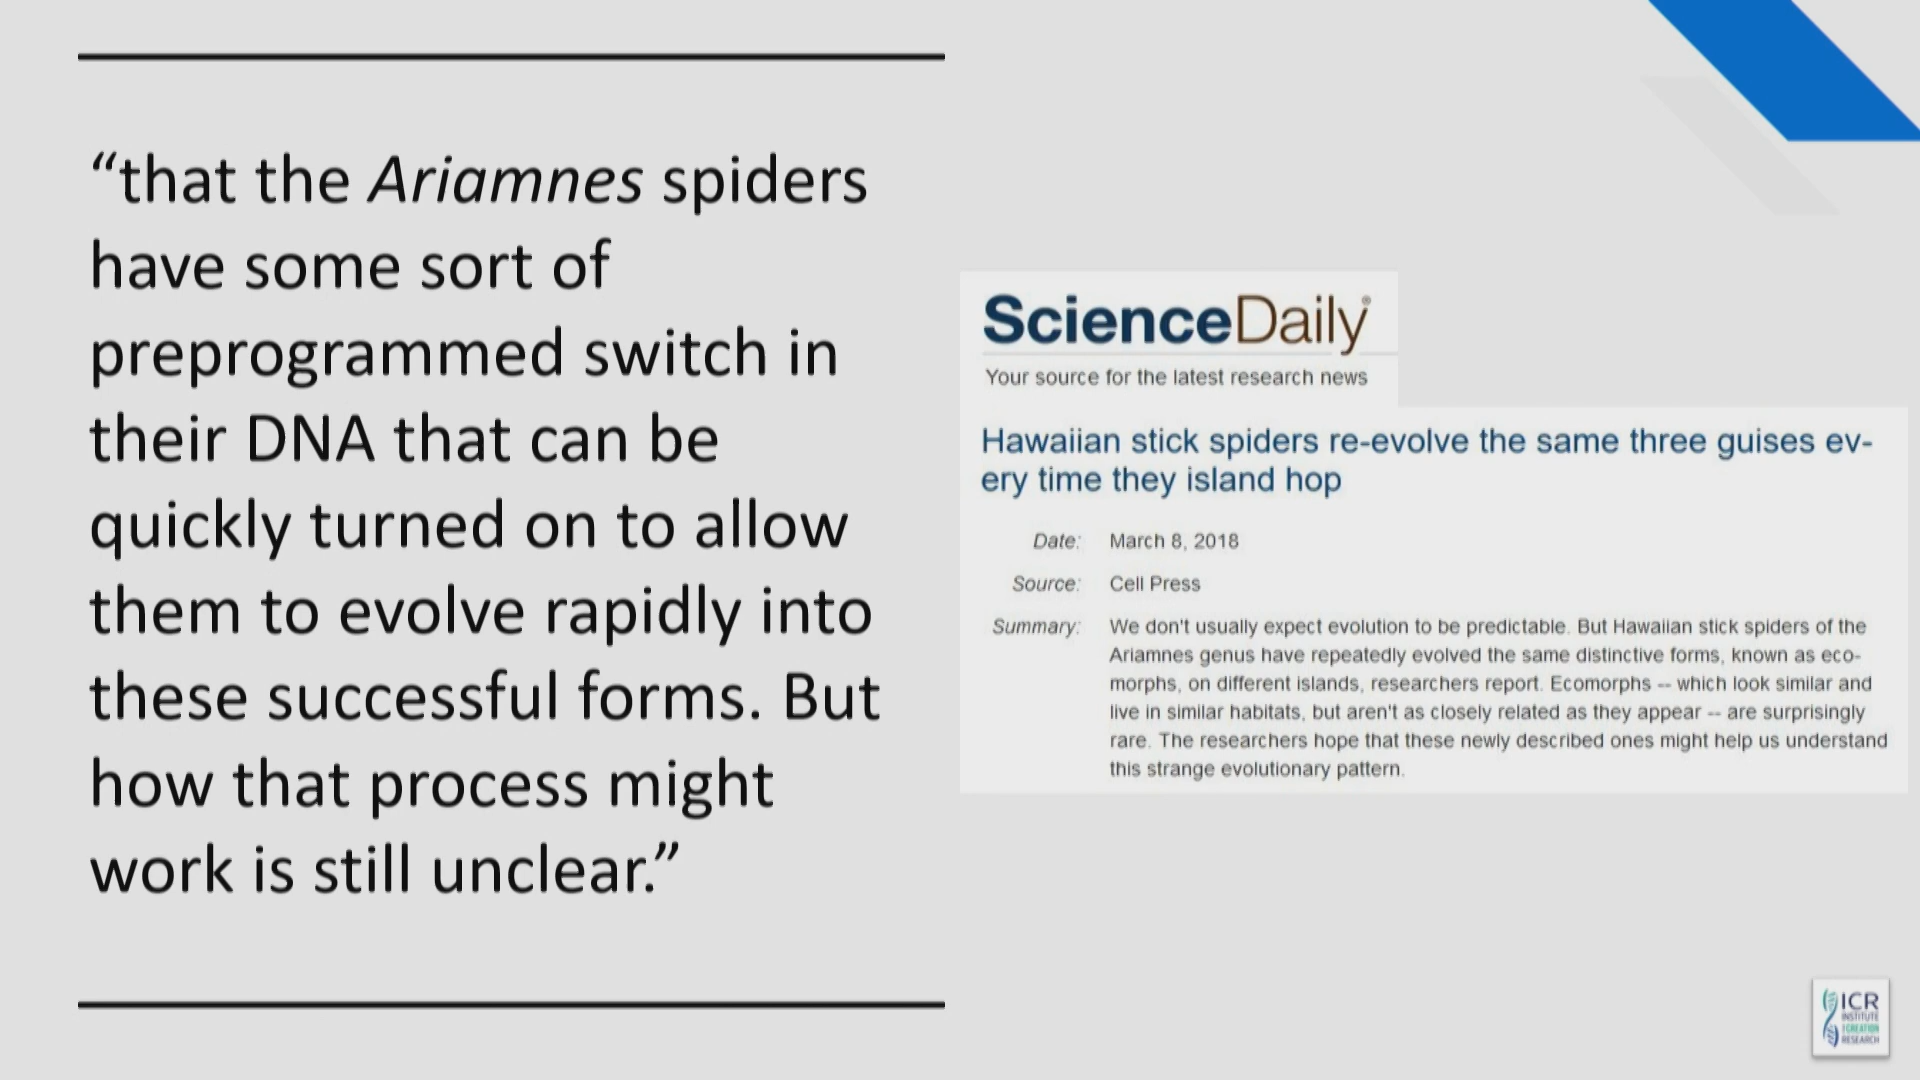 “that the Ariamnes spiders
have some sort of
preprogrammed switch in
their DNA that can be
quickly turned on to allow
them to evolve rapidly into
these successful forms. But
how that process might
work is still unclear.”
ScienceDaily®
Your source for the latest research news
Hawaiian stick spiders re-evolve the same three guises ev-
ery time they island hop
Date: March 8, 2018
Source: Cell Press
Summary: We don't usually expect evolution to be predictable. But Hawaiian stick spiders of the
Ariamnes genus have repeatedly evolved the same distinctive forms, known as eco-
morphs, on different islands, researchers report. Ecomorphs -- which look similar and
live in similar habitats, but aren't as closely related as they appear -- are surprisingly
rare. The researchers hope that these newly described ones might help us understand
this strange evolutionary pattern.
ICR
INSTITUTE
for CREATION
RESEARCH